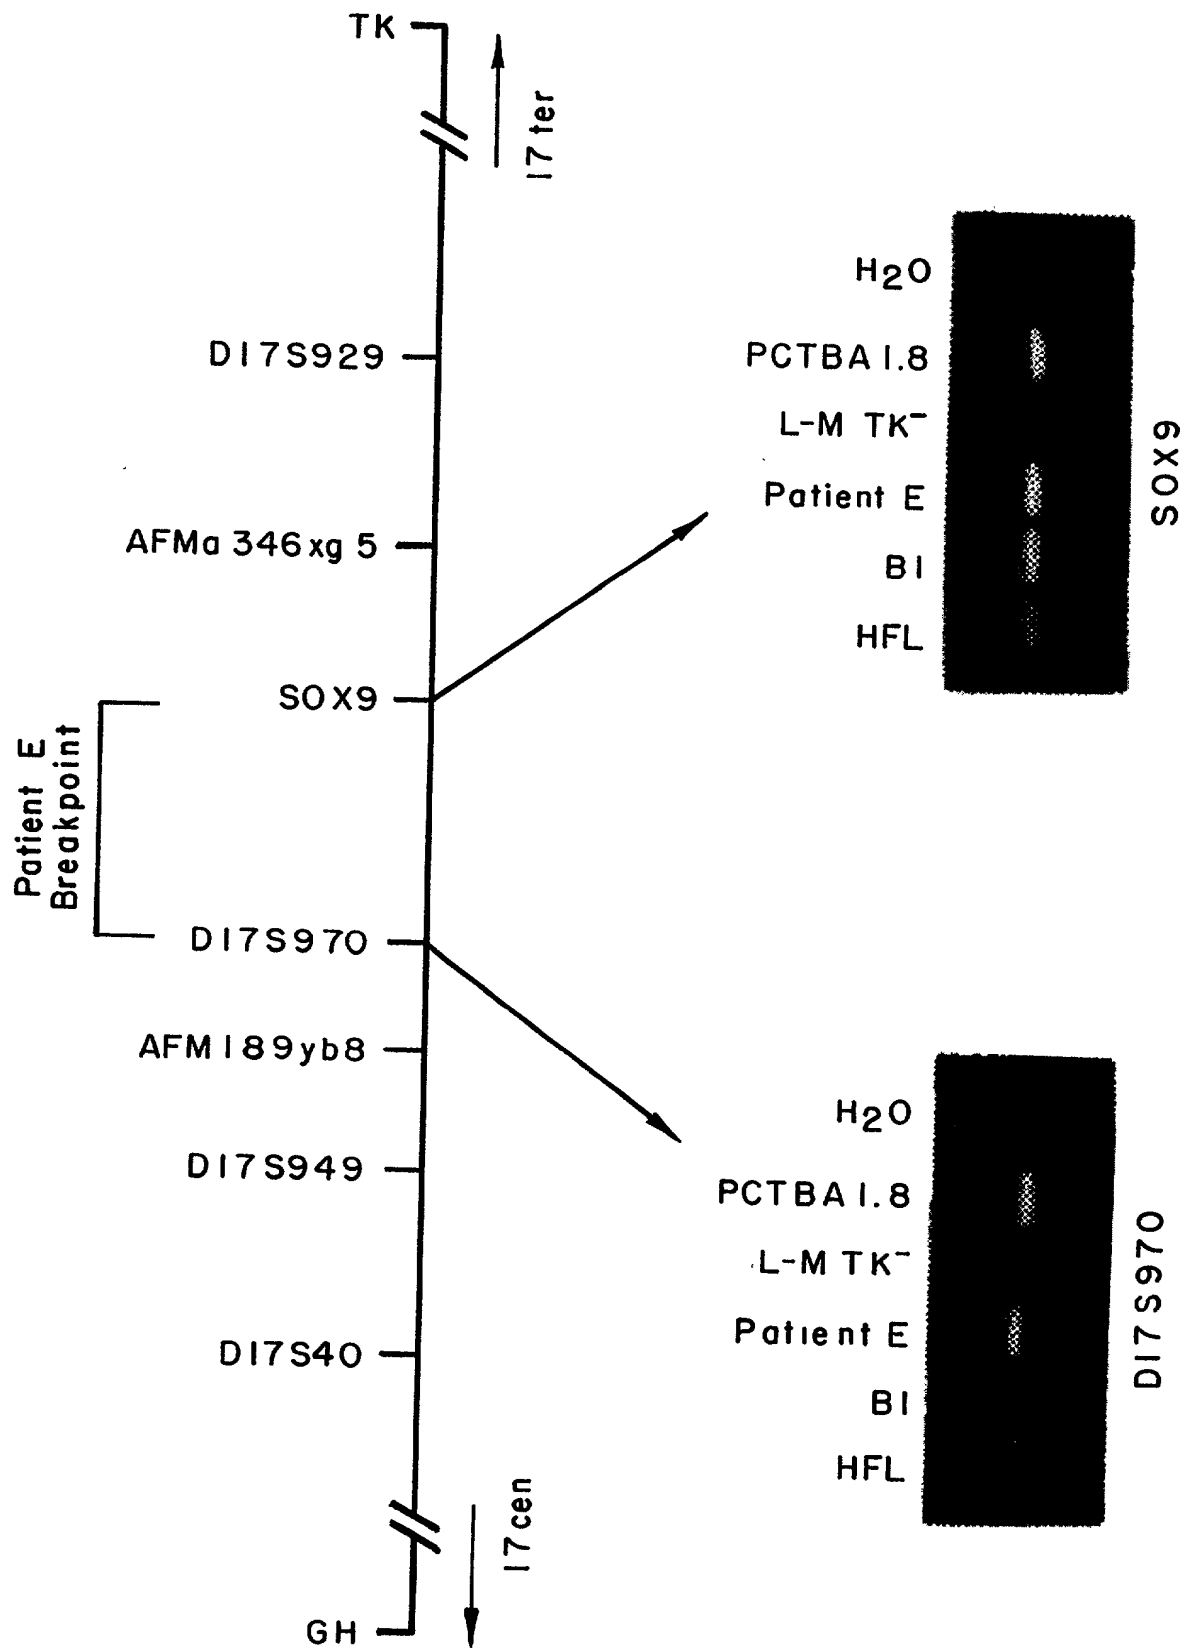 TK
17 ter
D17S929
AFMa 346xg 5
SOX9
Patient E
Breakpoint
D17S970
AFM189yb8
D17S949
D17S40
17cen
GH
H2O
PCTBA1.8
L-M TK-
Patient E
B1
HFL
SOX9
H2O
PCTBA1.8
L-M TK-
Patient E
B1
HFL
D17S970